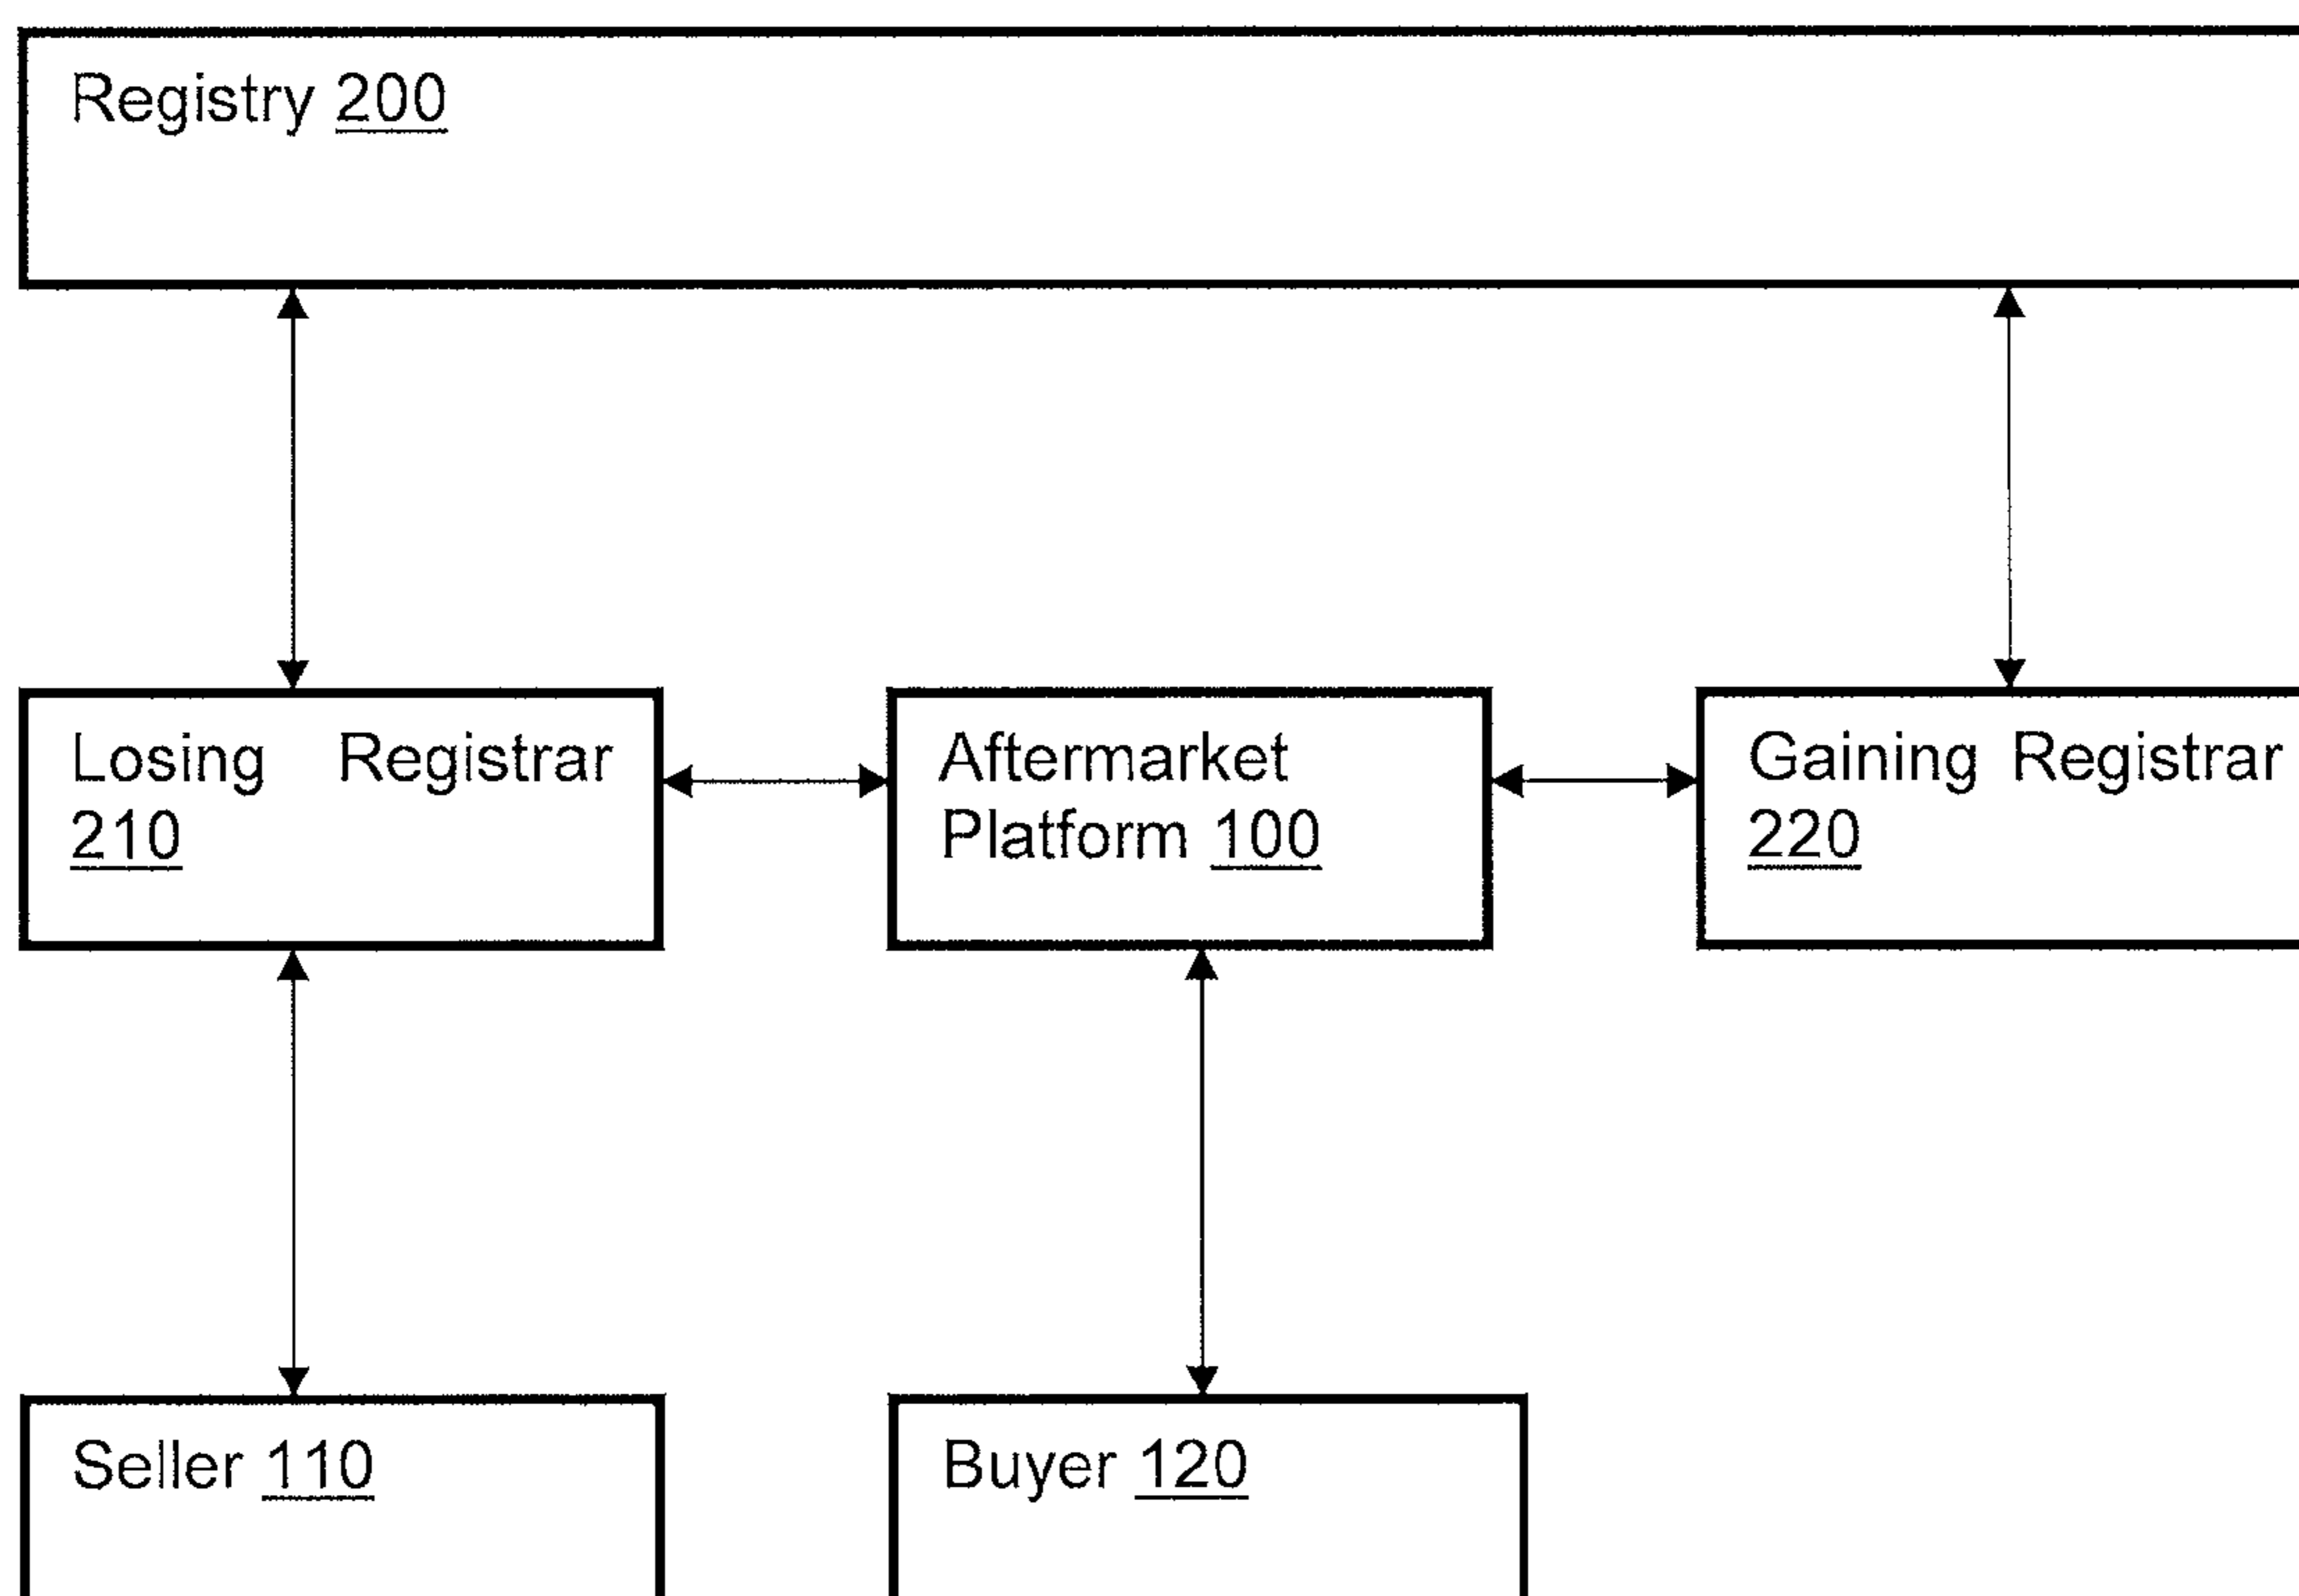 Registry 200
Losing Registrar
210
Aftermarket
Platform 100
Gaining Registrar
220
Seller 110
Buyer 120